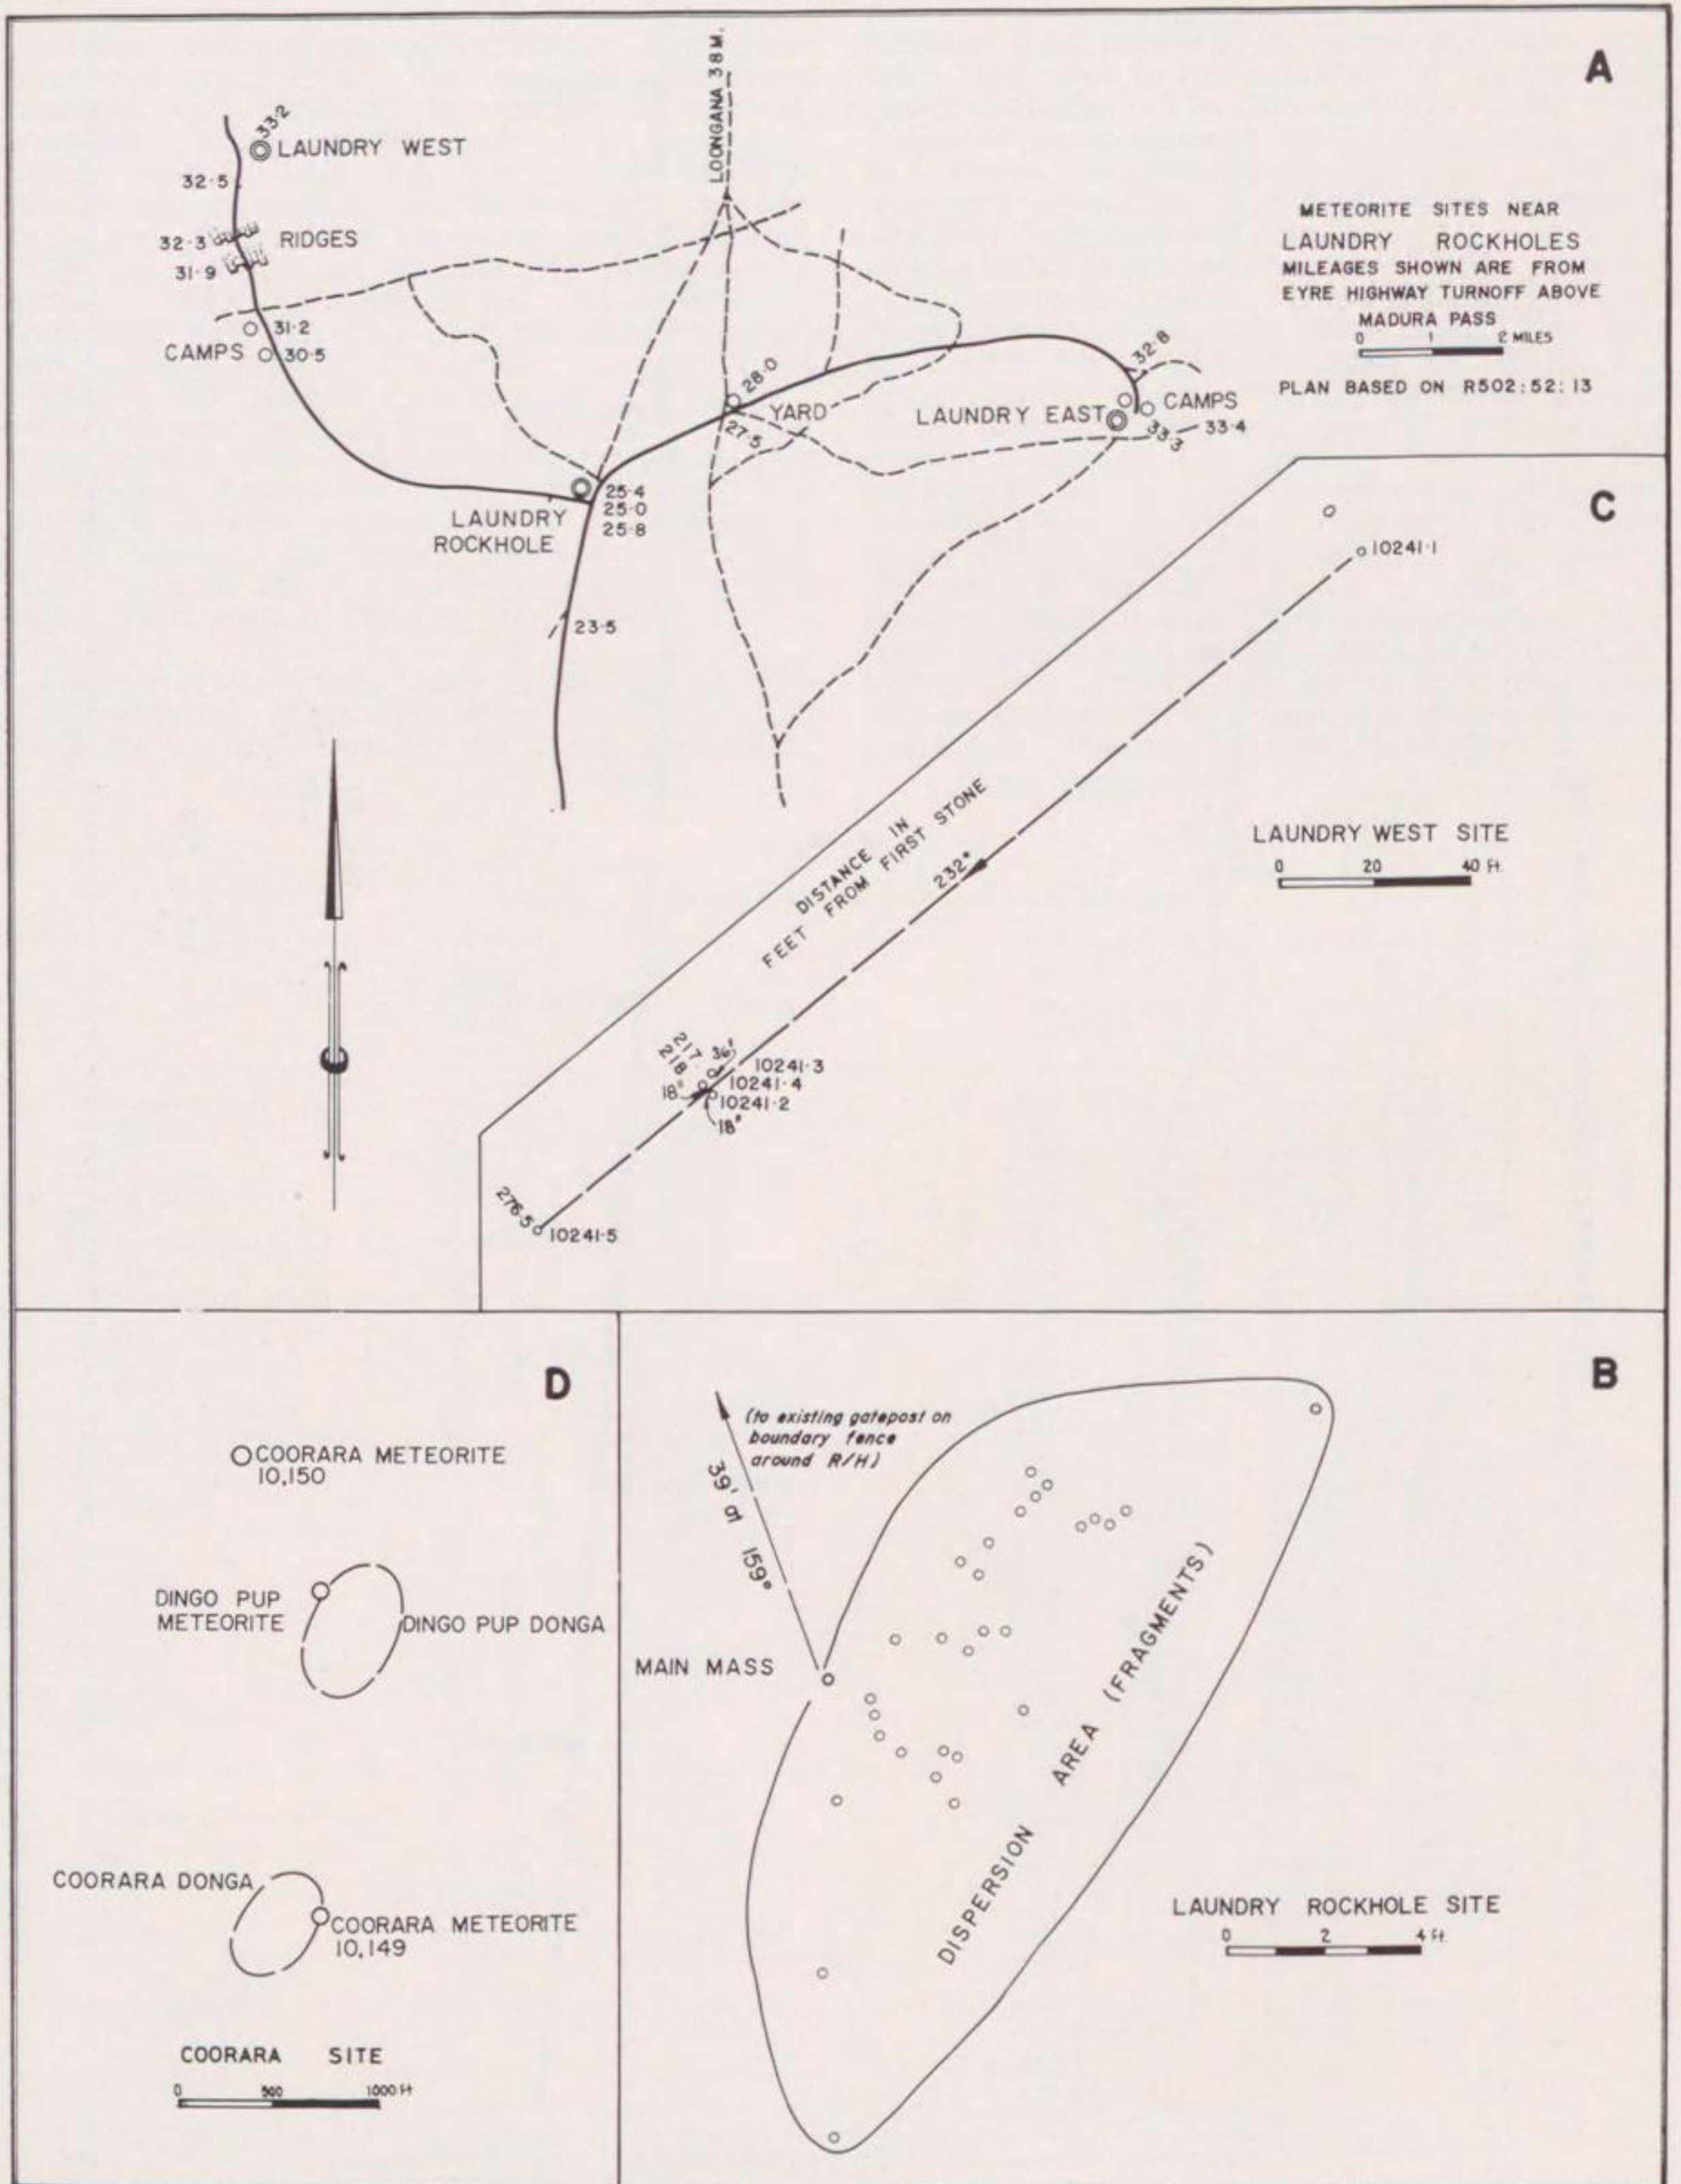 A
LOONGANA 38 M.
33·2
LAUNDRY WEST
32·5
32·3
RIDGES
31·9
31·2
CAMPS
30·5
METEORITE SITES NEAR
LAUNDRY ROCKHOLES
MILEAGES SHOWN ARE FROM
EYRE HIGHWAY TURNOFF ABOVE
MADURA PASS
0 1 2 MILES
PLAN BASED ON R502:52:13
28·0
YARD
27·5
32·8
LAUNDRY EAST
CAMPS
33·3
33·4
25·4
25·0
25·8
LAUNDRY
ROCKHOLE
23·5
C
0
10241·1
LAUNDRY WEST SITE
0 20 40 Ft.
DISTANCE IN
FEET FROM FIRST STONE
232°
217
218
36"
10241·3
10241·4
18"
10241·2
18"
276·5
10241·5
D
COORARA METEORITE
10,150
DINGO PUP
METEORITE
DINGO PUP DONGA
COORARA DONGA
COORARA METEORITE
10,149
COORARA SITE
0 500 1000 Ft
B
(to existing gatepost on
boundary fence
around R/H)
39' at 159°
MAIN MASS
DISPERSION AREA (FRAGMENTS)
LAUNDRY ROCKHOLE SITE
0 2 4 Ft.